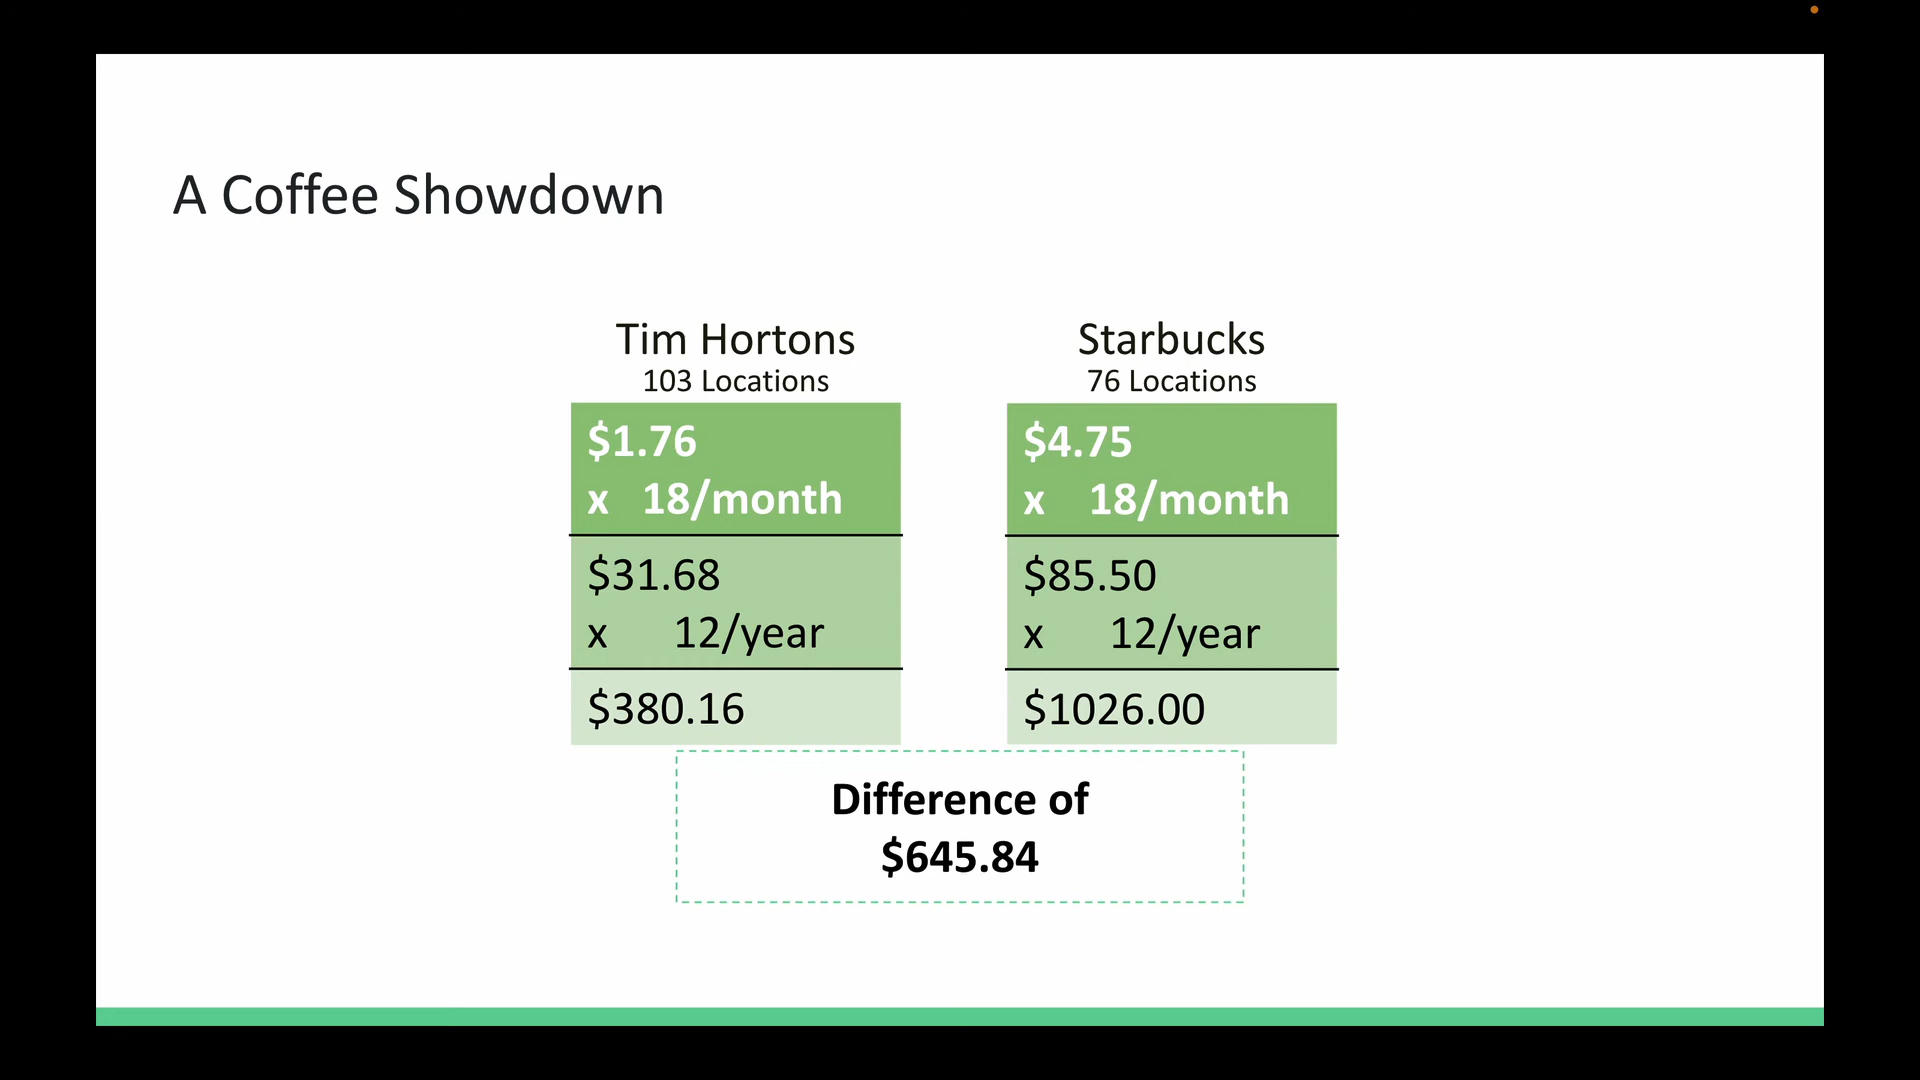 A Coffee Showdown
Tim Hortons
103 Locations
$1.76
x 18/month
$31.68
x 12/year
$380.16
Starbucks
76 Locations
$4.75
x 18/month
$85.50
x 12/year
$1026.00
Difference of
$645.84